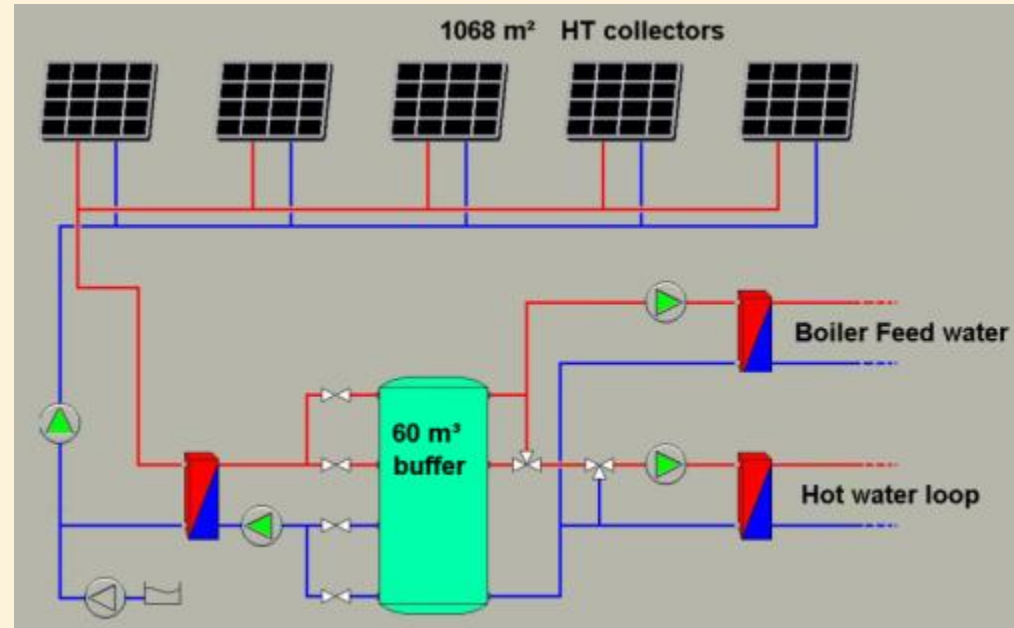 1068 m² HT collectors
Boiler Feed water
60 m³
buffer
Hot water loop